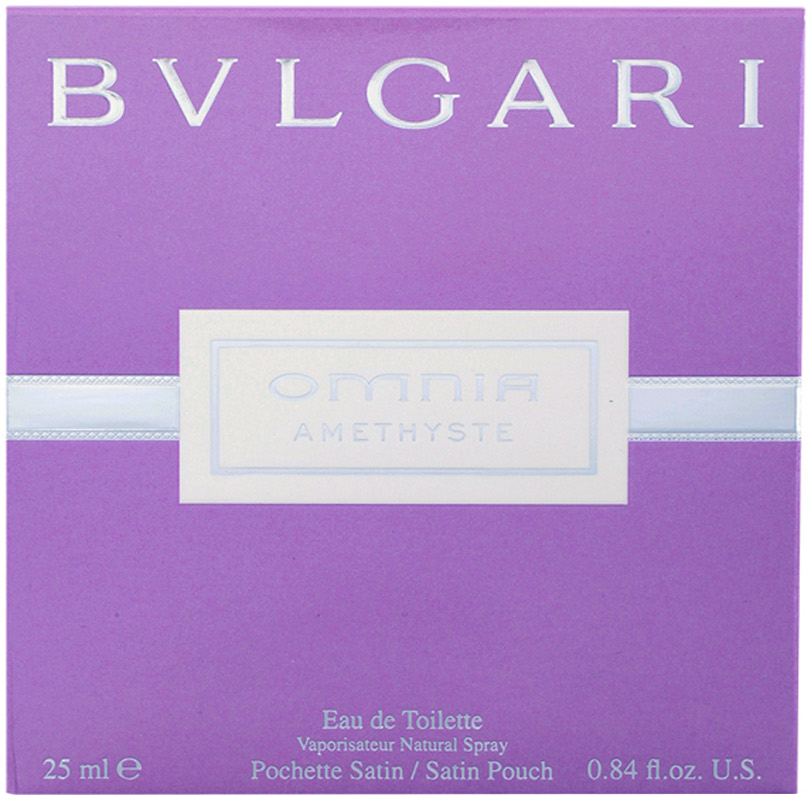 BVLGARI
OMNIA
AMETHYSTE
Eau de Toilette
Vaporisateur Natural Spray
25 ml ℮ Pochette Satin / Satin Pouch 0.84 fl.oz. U.S.